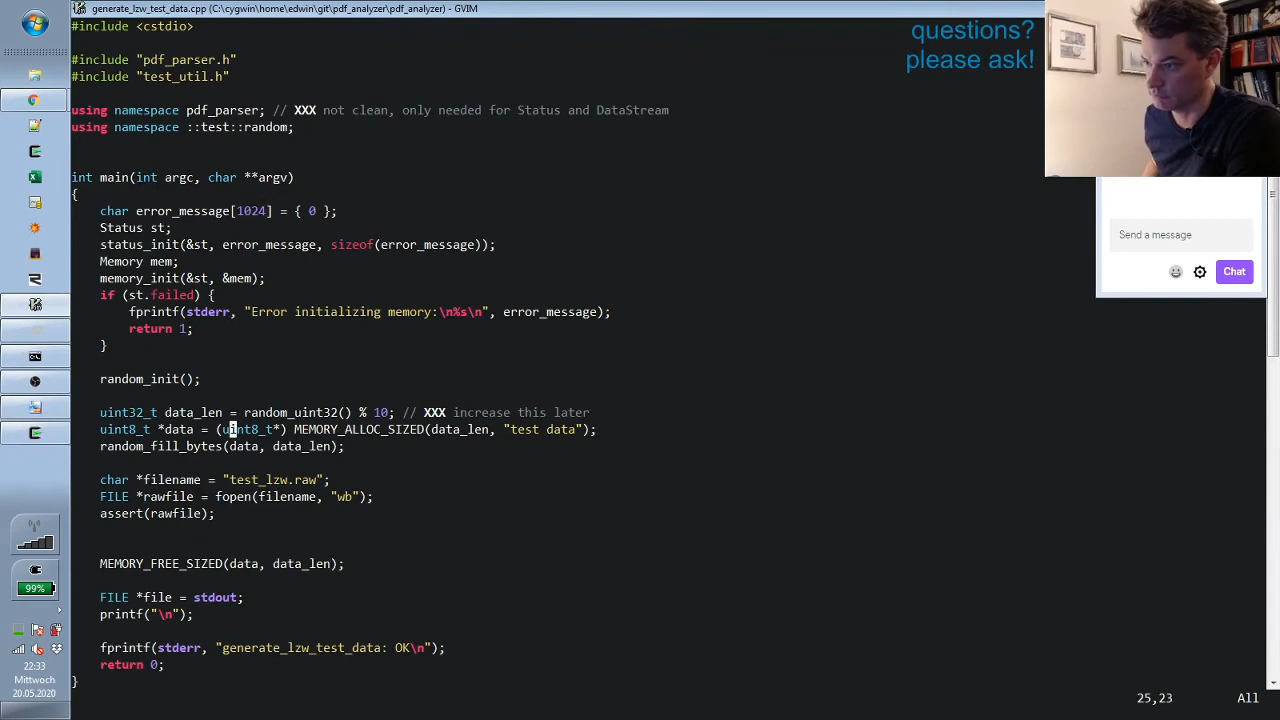 generate_lzw_test_data.cpp (C:\cygwin\home\edwin\git\pdf_analyzer\pdf_analyzer) - GVIM
#include <cstdio>
#include "pdf_parser.h"
#include "test_util.h"
using namespace pdf_parser; // XXX not clean, only needed for Status and DataStream
using namespace ::test::random;
int main(int argc, char **argv)
{
char error_message[1024] = { 0 };
Status st;
status_init(&st, error_message, sizeof(error_message));
Memory mem;
memory_init(&st, &mem);
if (st.failed) {
fprintf(stderr, "Error initializing memory:\n%s\n", error_message);
return 1;
}
random_init();
uint32_t data_len = random_uint32() % 10; // XXX increase this later
uint8_t *data = (uint8_t*) MEMORY_ALLOC_SIZED(data_len, "test data");
random_fill_bytes(data, data_len);
char *filename = "test_lzw.raw";
FILE *rawfile = fopen(filename, "wb");
assert(rawfile);
MEMORY_FREE_SIZED(data, data_len);
FILE *file = stdout;
printf("\n");
fprintf(stderr, "generate_lzw_test_data: OK\n");
return 0;
}
25,23 All
questions?
please ask!
Send a message
Chat
99%
22:33
Mittwoch
20.05.2020